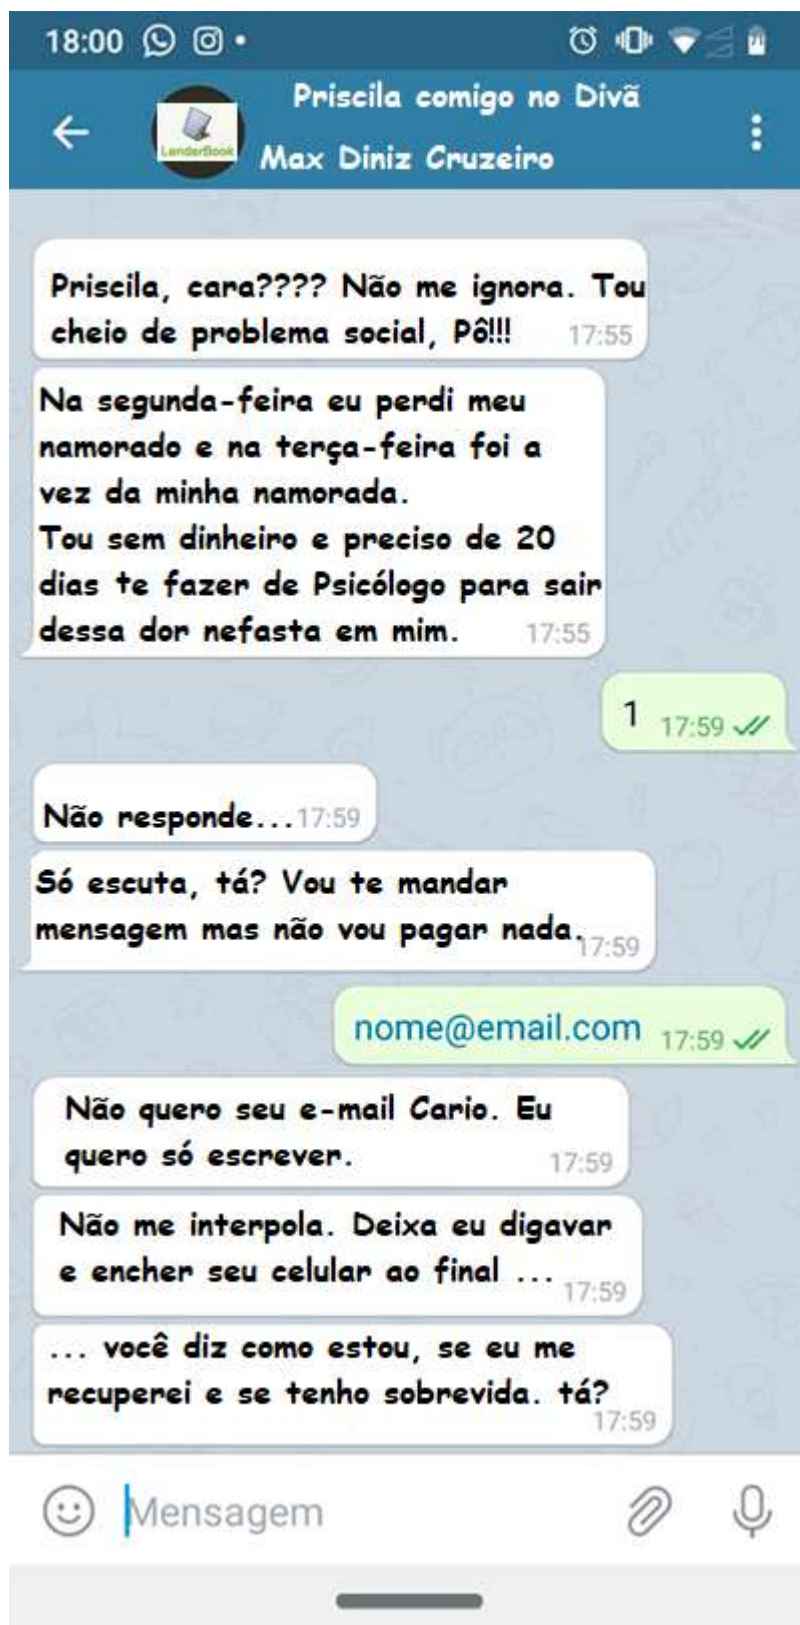 18:00
Priscila comigo no Divã
LanderBook
Max Diniz Cruzeiro
Priscila, cara???? Não me ignora. Tou
cheio de problema social, Pô!!! 17:55
Na segunda-feira eu perdi meu
namorado e na terça-feira foi a
vez da minha namorada.
Tou sem dinheiro e preciso de 20
dias te fazer de Psicólogo para sair
dessa dor nefasta em mim. 17:55
1 17:59
Não responde... 17:59
Só escuta, tá? Vou te mandar
mensagem mas não vou pagar nada. 17:59
nome@email.com 17:59
Não quero seu e-mail Cario. Eu
quero só escrever. 17:59
Não me interpola. Deixa eu digavar
e encher seu celular ao final ... 17:59
... você diz como estou, se eu me
recuperei e se tenho sobrevida. tá?
17:59
Mensagem